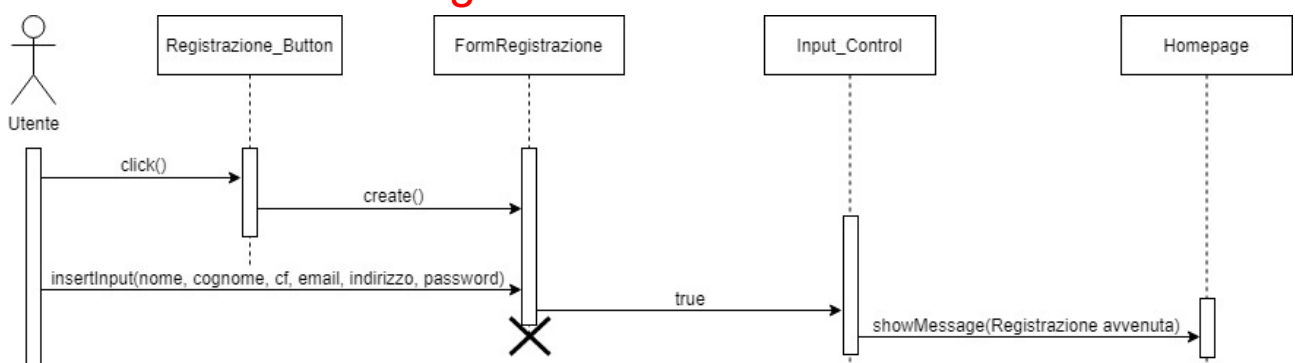 Registrazione_Button
FormRegistrazione
Input_Control
Homepage
Utente
click()
create()
insertInput(nome, cognome, cf, email, indirizzo, password)
true
showMessage(Registrazione avvenuta)